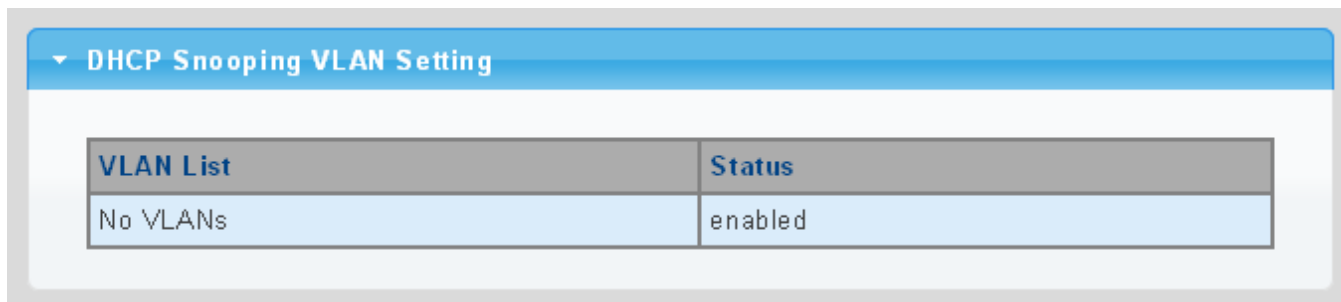 DHCP Snooping VLAN Setting
VLAN List Status
No VLANs enabled